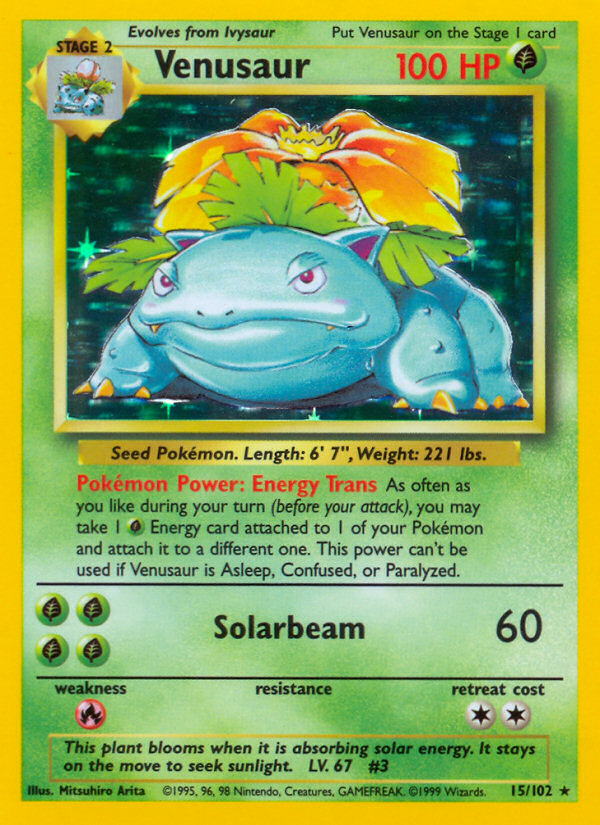 Evolves from Ivysaur Put Venusaur on the Stage 1 card
STAGE 2
Venusaur 100 HP
Seed Pokémon. Length: 6' 7", Weight: 221 lbs.
Pokémon Power: Energy Trans As often as
you like during your turn (before your attack), you may
take 1 Energy card attached to 1 of your Pokémon
and attach it to a different one. This power can't be
used if Venusaur is Asleep, Confused, or Paralyzed.
Solarbeam 60
weakness resistance retreat cost
This plant blooms when it is absorbing solar energy. It stays
on the move to seek sunlight. LV. 67 #3
Illus. Mitsuhiro Arita ©1995, 96, 98 Nintendo, Creatures, GAMEFREAK. ©1999 Wizards. 15/102 ★